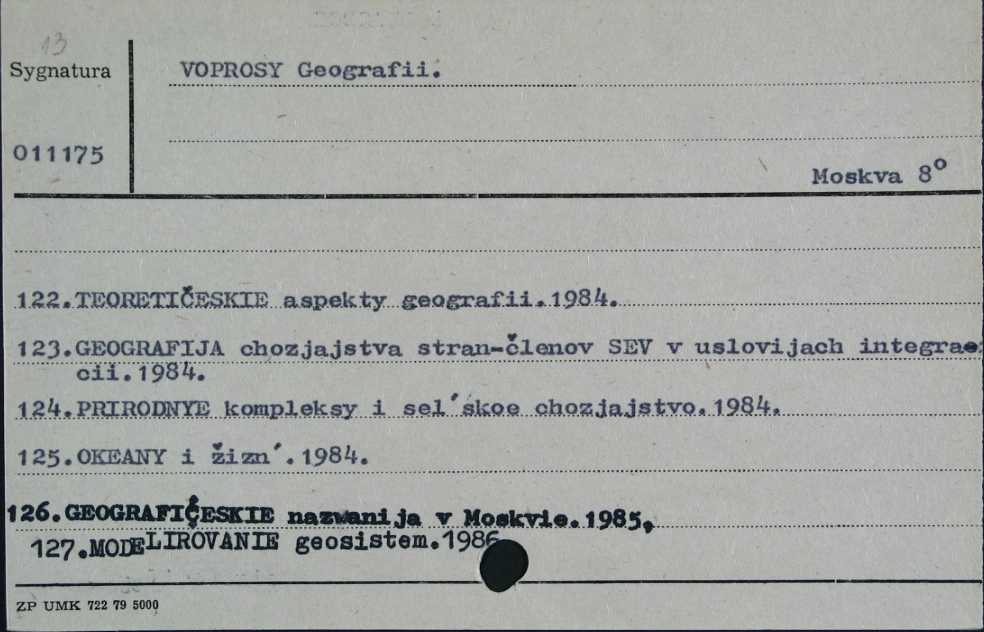 13
Sygnatura
VOPROSY Geografii.
011175
Moskva 8°
122.TEORETIČESKIE aspekty geografii.1984.
123.GEOGRAFIJA chozjajstva stran-členov SEV v uslovijach integra
cii.1984.
124.PRIRODNYE kompleksy i sel´skoe chozjajstvo.1984.
125.OKEANY i žizn´.1984.
126.GEOGRAFIČESKIE nazwanija v Moskvie.1985,
127.MODELIROVANIE geosistem.1986
ZP UMK 722 79 5000